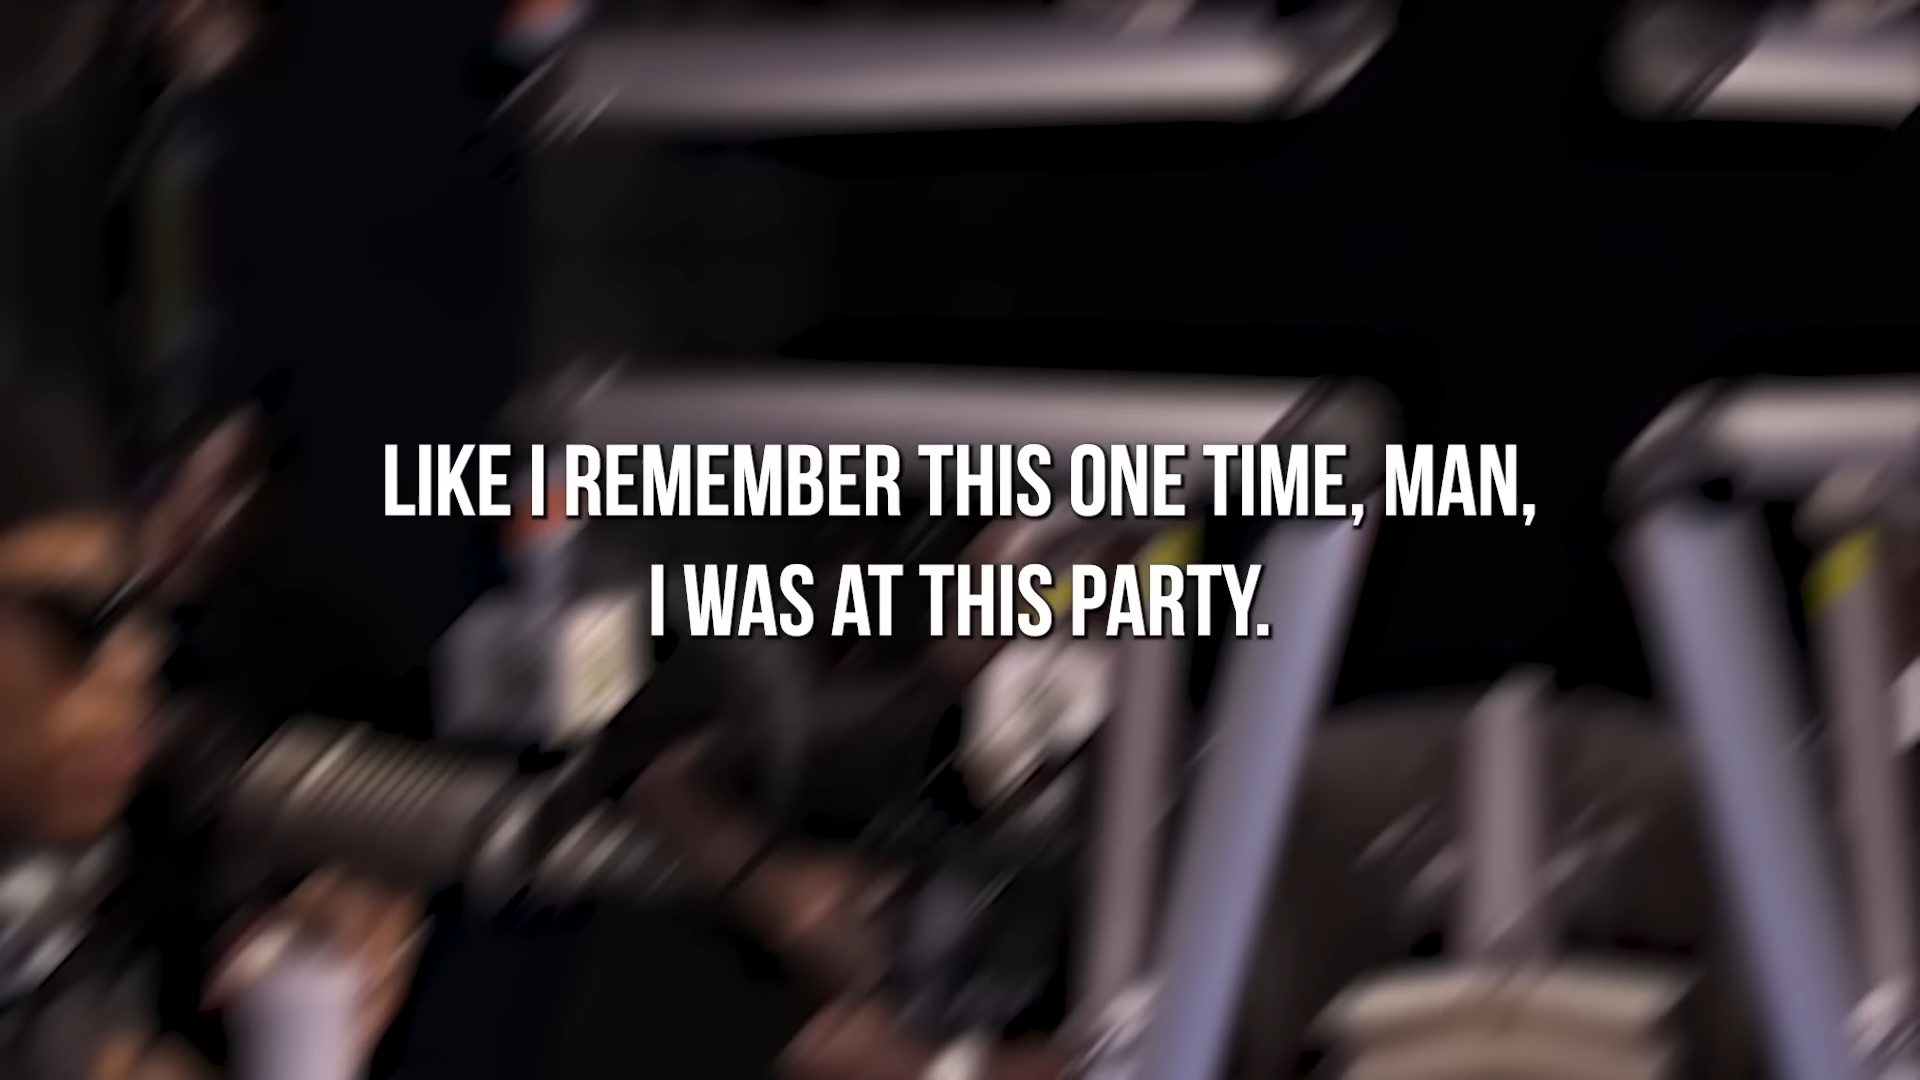 LIKE I REMEMBER THIS ONE TIME, MAN,
I WAS AT THIS PARTY.